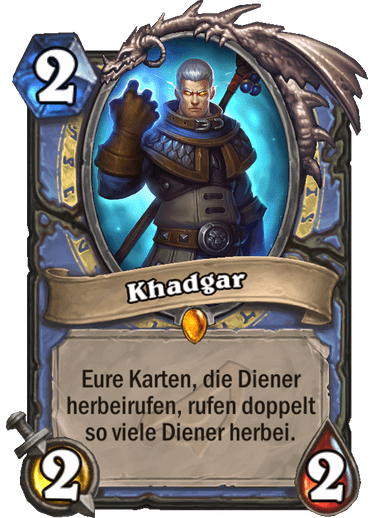 2
Khadgar
Eure Karten, die Diener
herbeirufen, rufen doppelt
so viele Diener herbei.
2
2